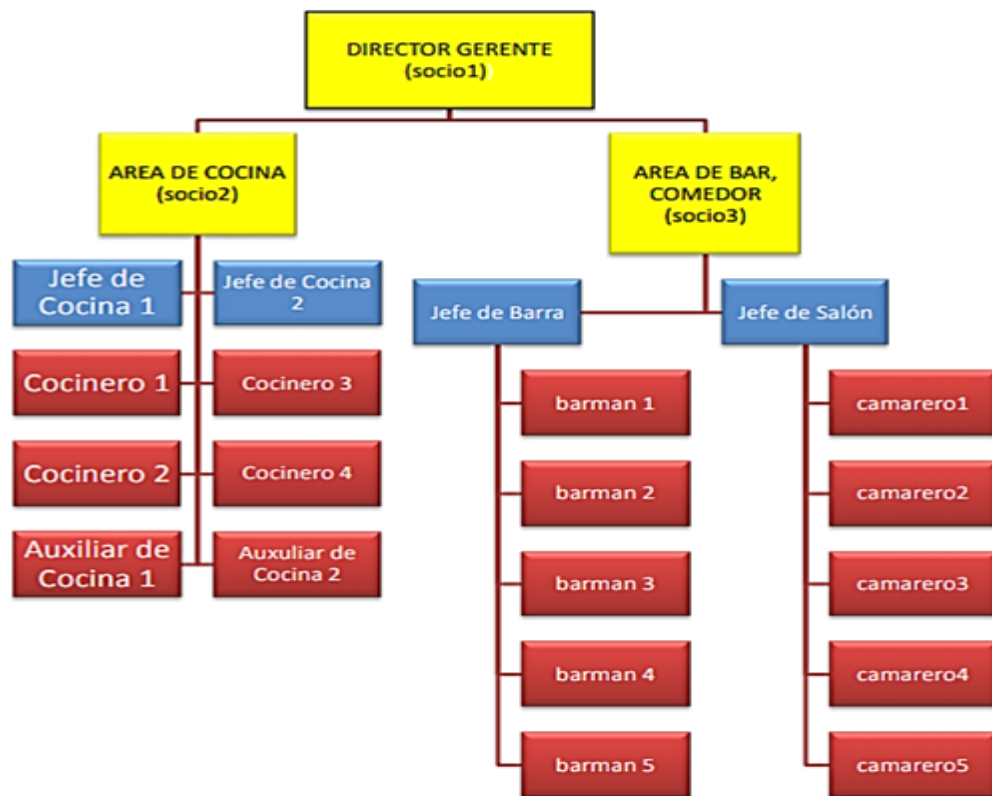 DIRECTOR GERENTE
(socio1))
AREA DE COCINA
(socio2)
AREA DE BAR,
COMEDOR
(socio3)
Jefe de
Cocina 1
Jefe de Cocina
2
Cocinero 1
Cocinero 3
Cocinero 2
Cocinero 4
Auxiliar de
Cocina 1
Auxuliar de
Cocina 2
Jefe de Barra
Jefe de Salón
barman 1
barman 2
barman 3
barman 4
barman 5
camarero1
camarero2
camarero3
camarero4
camarero5